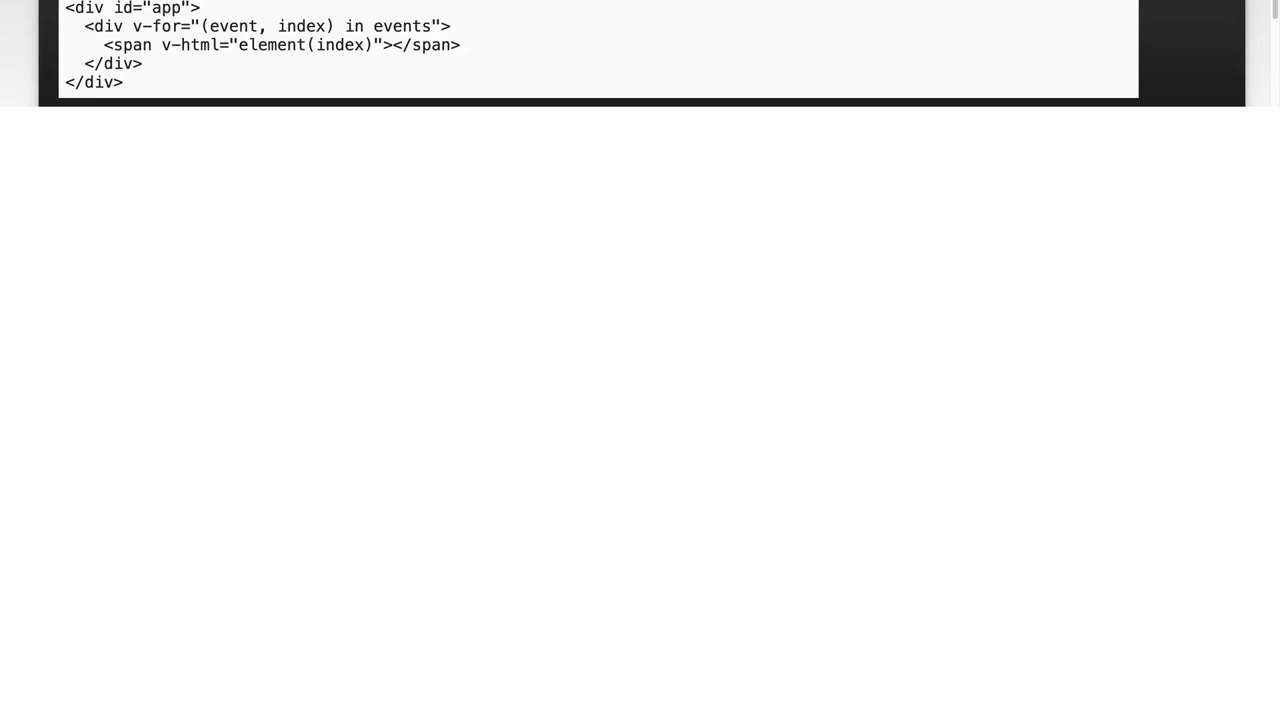 <div id="app">
  <div v-for="(event, index) in events">
    <span v-html="element(index)"></span>
  </div>
</div>